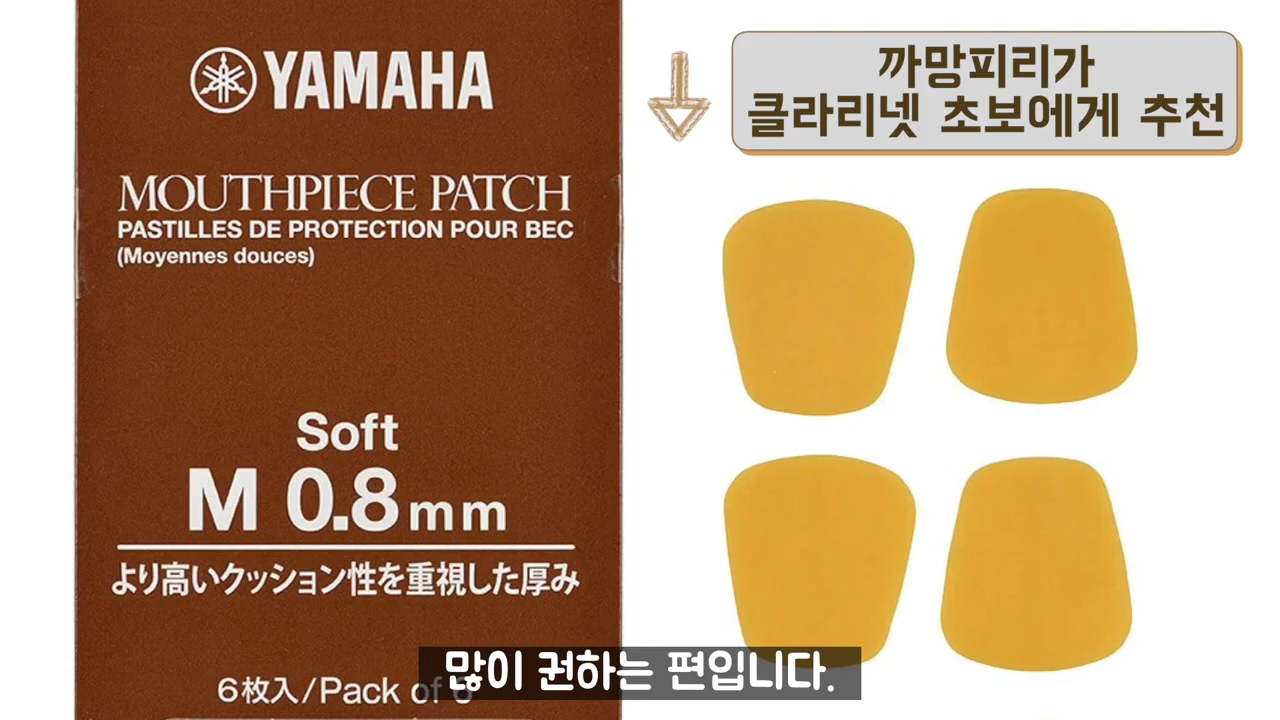 YAMAHA
MOUTHPIECE PATCH
PASTILLES DE PROTECTION POUR BEC
(Moyennes douces)
Soft
M 0.8mm
より高いクッション性を重視した厚み
6枚入/Pack of 6
까망피리가
클라리넷 초보에게 추천
많이 권하는 편입니다.